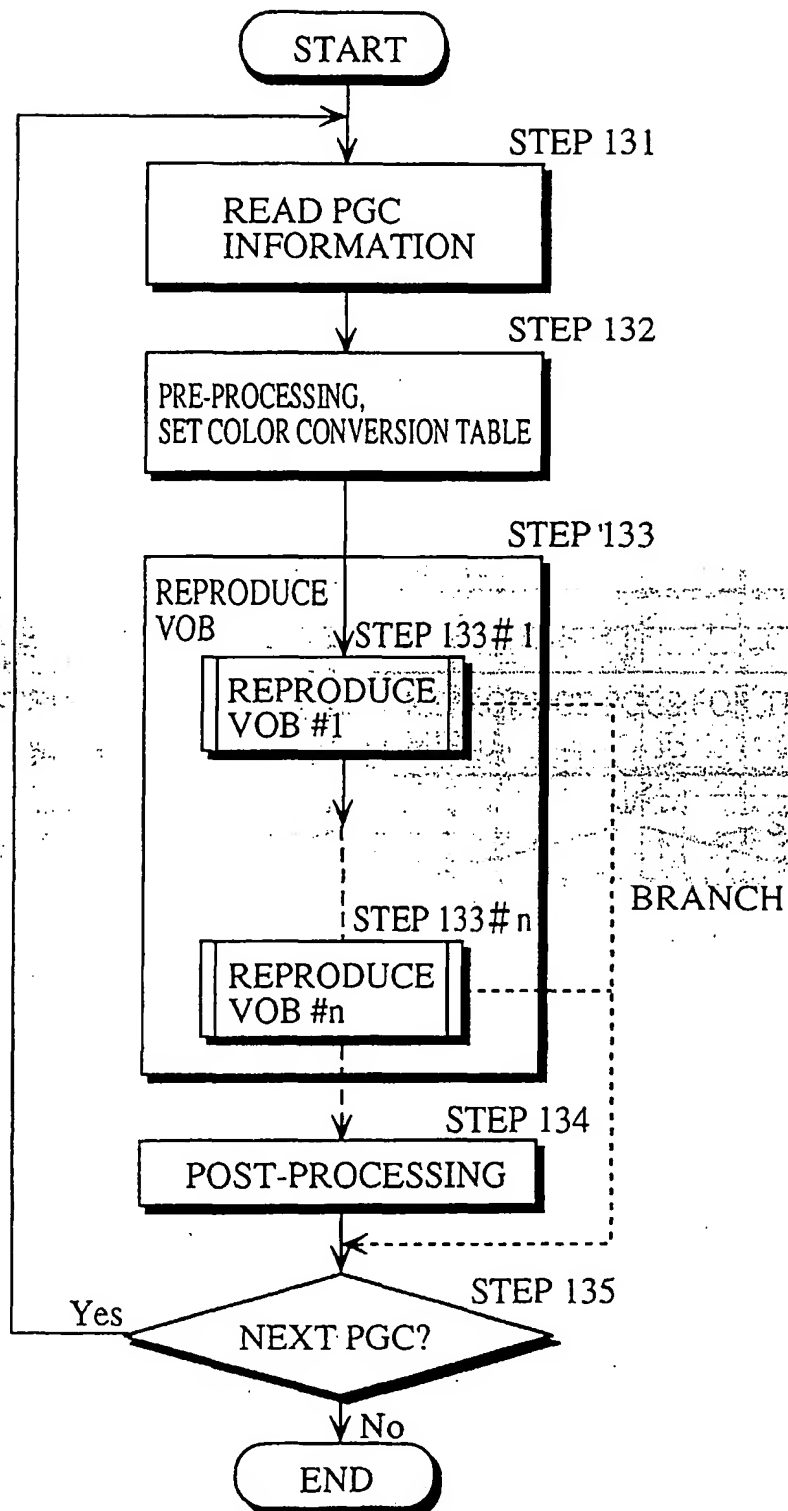 START
STEP 131
READ PGC
INFORMATION
STEP 132
PRE-PROCESSING,
SET COLOR CONVERSION TABLE
STEP '133
REPRODUCE
VOB
STEP 133#1
REPRODUCE
VOB #1
BRANCH
STEP 133#n
REPRODUCE
VOB #n
STEP 134
POST-PROCESSING
STEP 135
Yes
NEXT PGC?
No
END